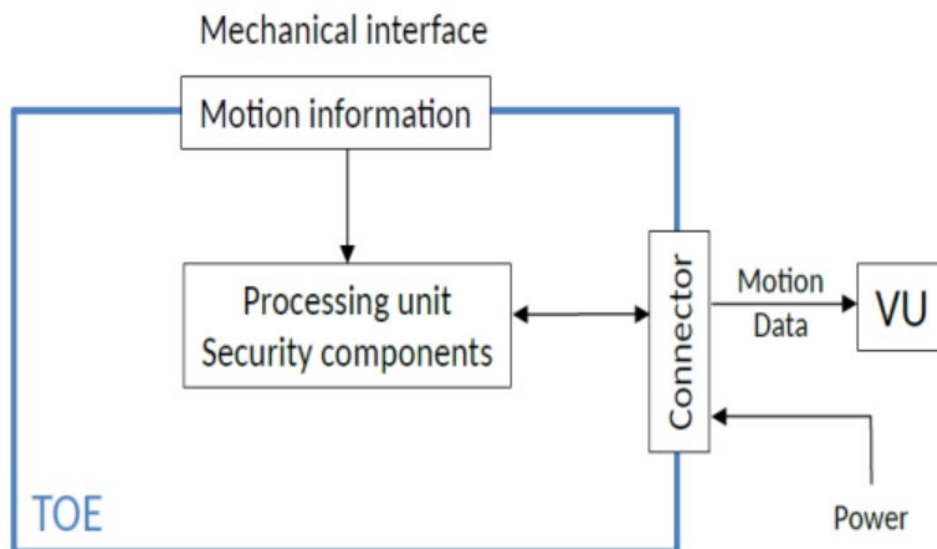 Mechanical interface
Motion information
Processing unit
Security components
Connector
Motion
Data
VU
Power
TOE